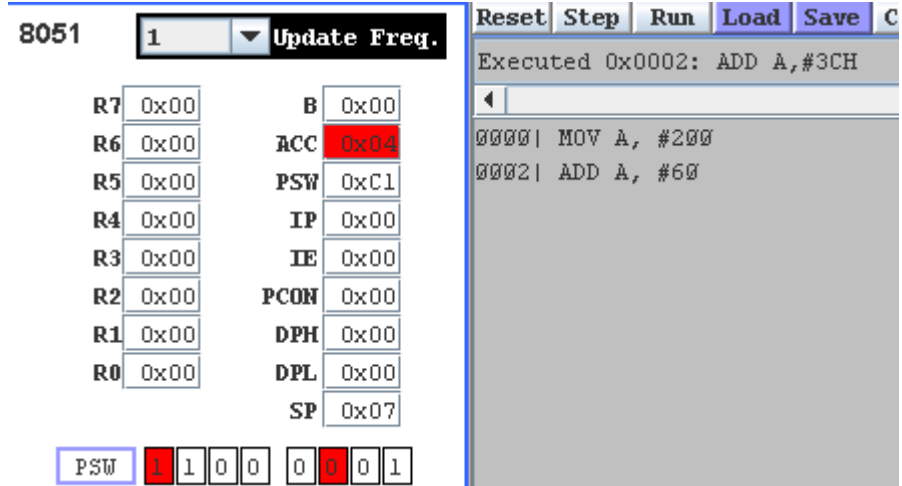 8051
1 Update Freq.
R7 0x00 B 0x00
R6 0x00 ACC 0x04
R5 0x00 PSW 0xC1
R4 0x00 IP 0x00
R3 0x00 IE 0x00
R2 0x00 PCON 0x00
R1 0x00 DPH 0x00
R0 0x00 DPL 0x00
SP 0x07
PSW 1 1 0 0 0 0 0 1
Reset Step Run Load Save C
Executed 0x0002: ADD A,#3CH
0000| MOV A, #200
0002| ADD A, #60